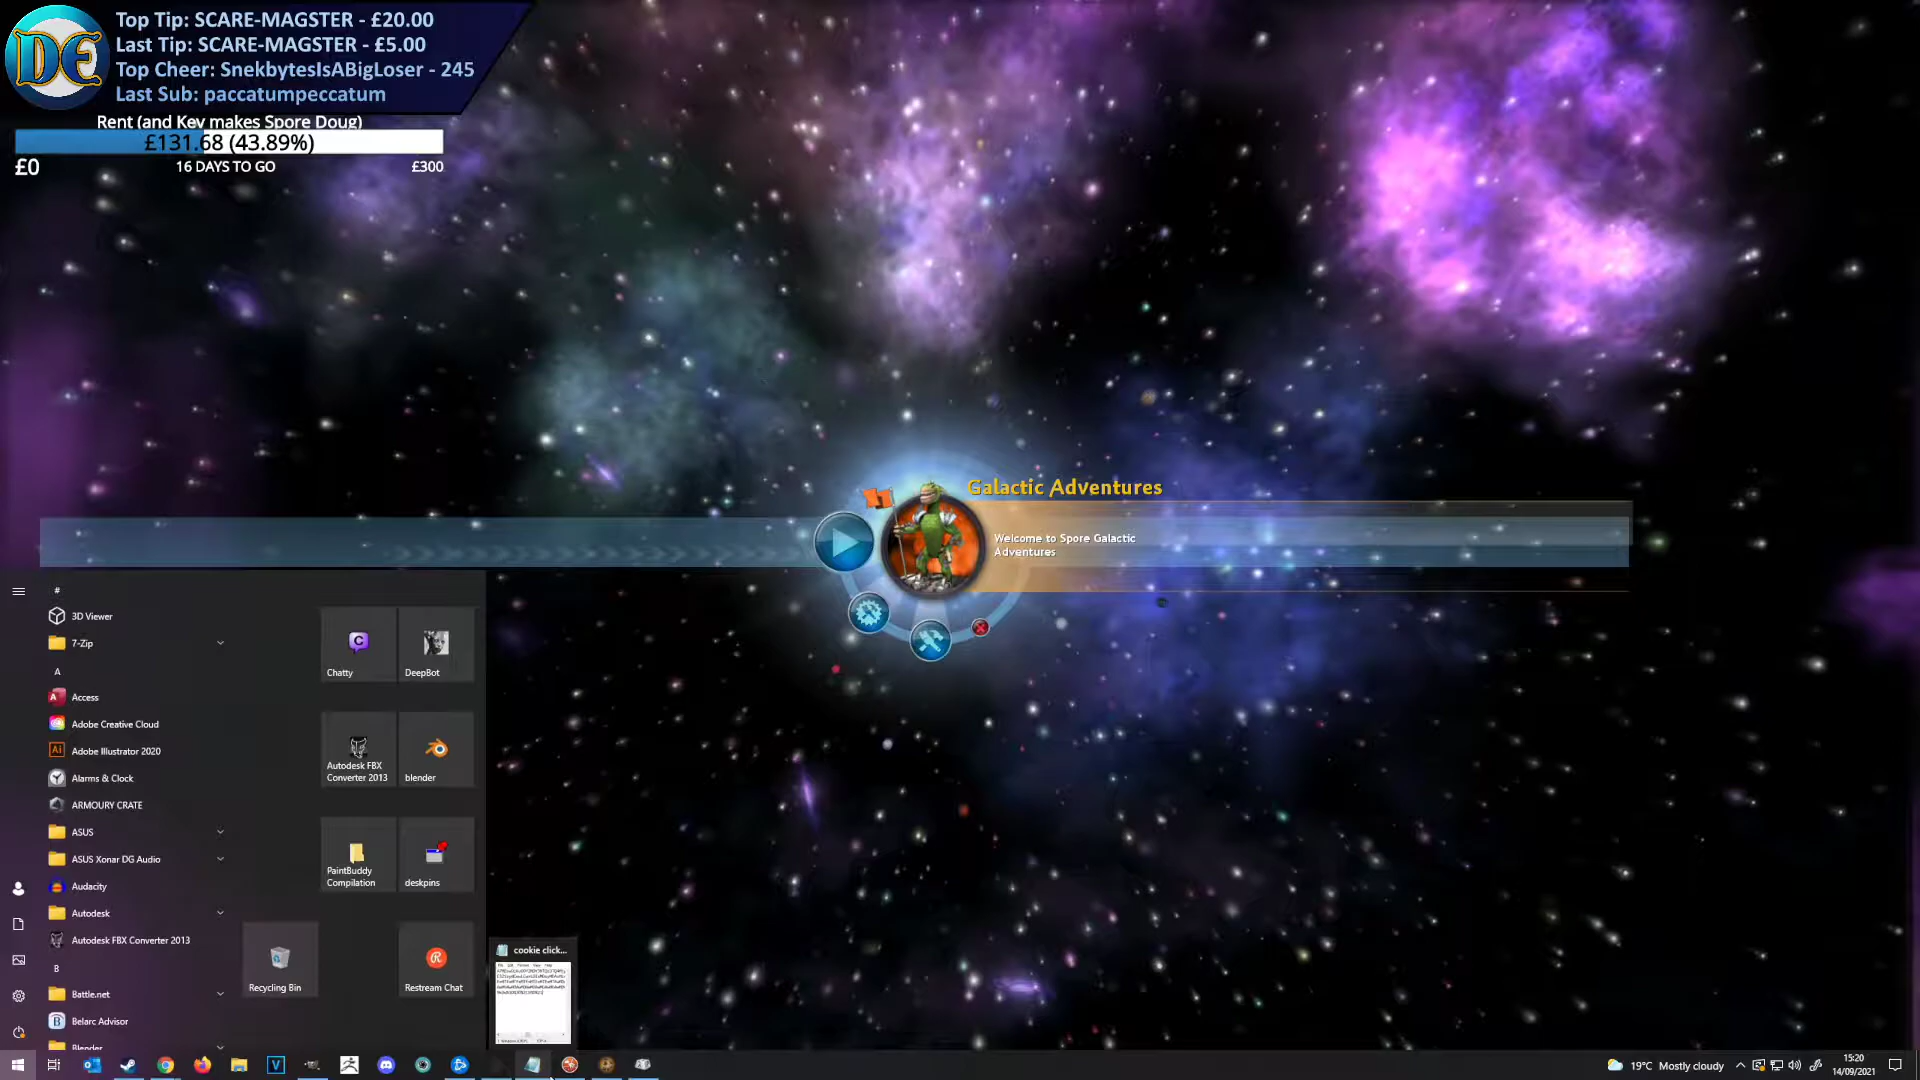 DE
Top Tip: SCARE-MAGSTER - £20.00
Last Tip: SCARE-MAGSTER - £5.00
Top Cheer: SnekbytesIsABigLoser - 245
Last Sub: paccatumpeccatum
Rent (and Kev makes Spore Doug)
£131.68 (43.89%)
£0
16 DAYS TO GO
£300
Galactic Adventures
Welcome to Spore Galactic
Adventures
#
3D Viewer
7-Zip
A
Access
Adobe Creative Cloud
Adobe Illustrator 2020
Alarms & Clock
ARMOURY CRATE
ASUS
ASUS Xonar DG Audio
Audacity
Autodesk
Autodesk FBX Converter 2013
B
Battle.net
Belarc Advisor
Blender
Chatty
DeepBot
Autodesk FBX
Converter 2013
blender
PaintBuddy
Compilation
deskpins
Recycling Bin
Restream Chat
cookie click...
19°C Mostly cloudy
15:20
14/09/2021